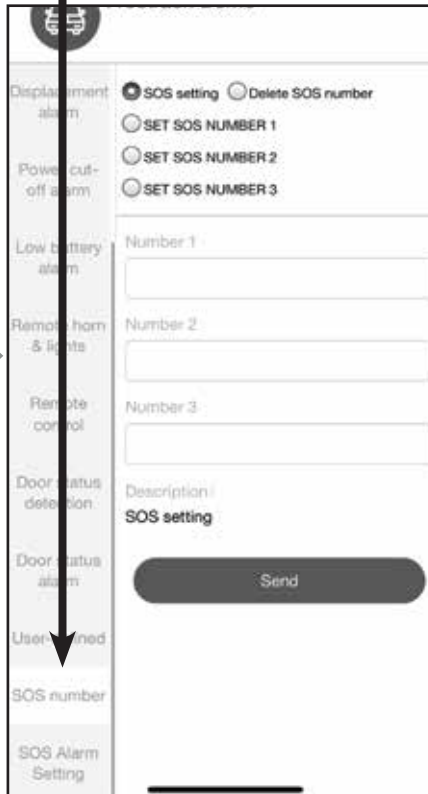 Displacement
alarm
Power cut-
off alarm
Low battery
alarm
Remote horn
& lights
Remote
control
Door status
detection
Door status
alarm
User-defined
SOS number
SOS Alarm
Setting
SOS setting Delete SOS number
SET SOS NUMBER 1
SET SOS NUMBER 2
SET SOS NUMBER 3
Number 1
Number 2
Number 3
Description:
SOS setting
Send